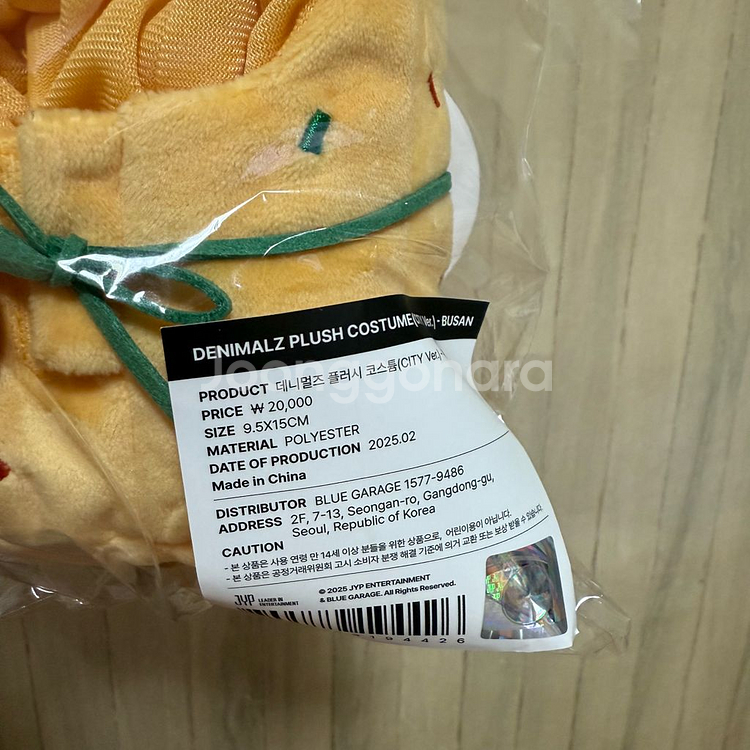 DENIMALZ PLUSH COSTUME(CITY Ver.) - BUSAN
Joonggonara
PRODUCT 데니멀즈 플러시 코스튬(CITY Ver.)-
PRICE ₩ 20,000
SIZE 9.5X15CM
MATERIAL POLYESTER
DATE OF PRODUCTION 2025.02
Made in China
DISTRIBUTOR BLUE GARAGE 1577-9486
ADDRESS 2F, 7-13, Seongan-ro, Gangdong-gu,
Seoul, Republic of Korea
CAUTION
- 본 상품은 사용 연령 만 14세 이상 분들을 위한 상품으로, 어린이용이 아닙니다.
- 본 상품은 공정거래위원회 고시 소비자 분쟁 해결 기준에 의거 교환 또는 보상 받을 수 있습니다.
JYP LEADER IN
ENTERTAINMENT
© 2025 JYP ENTERTAINMENT
& BLUE GARAGE. All Rights Reserved.
194426